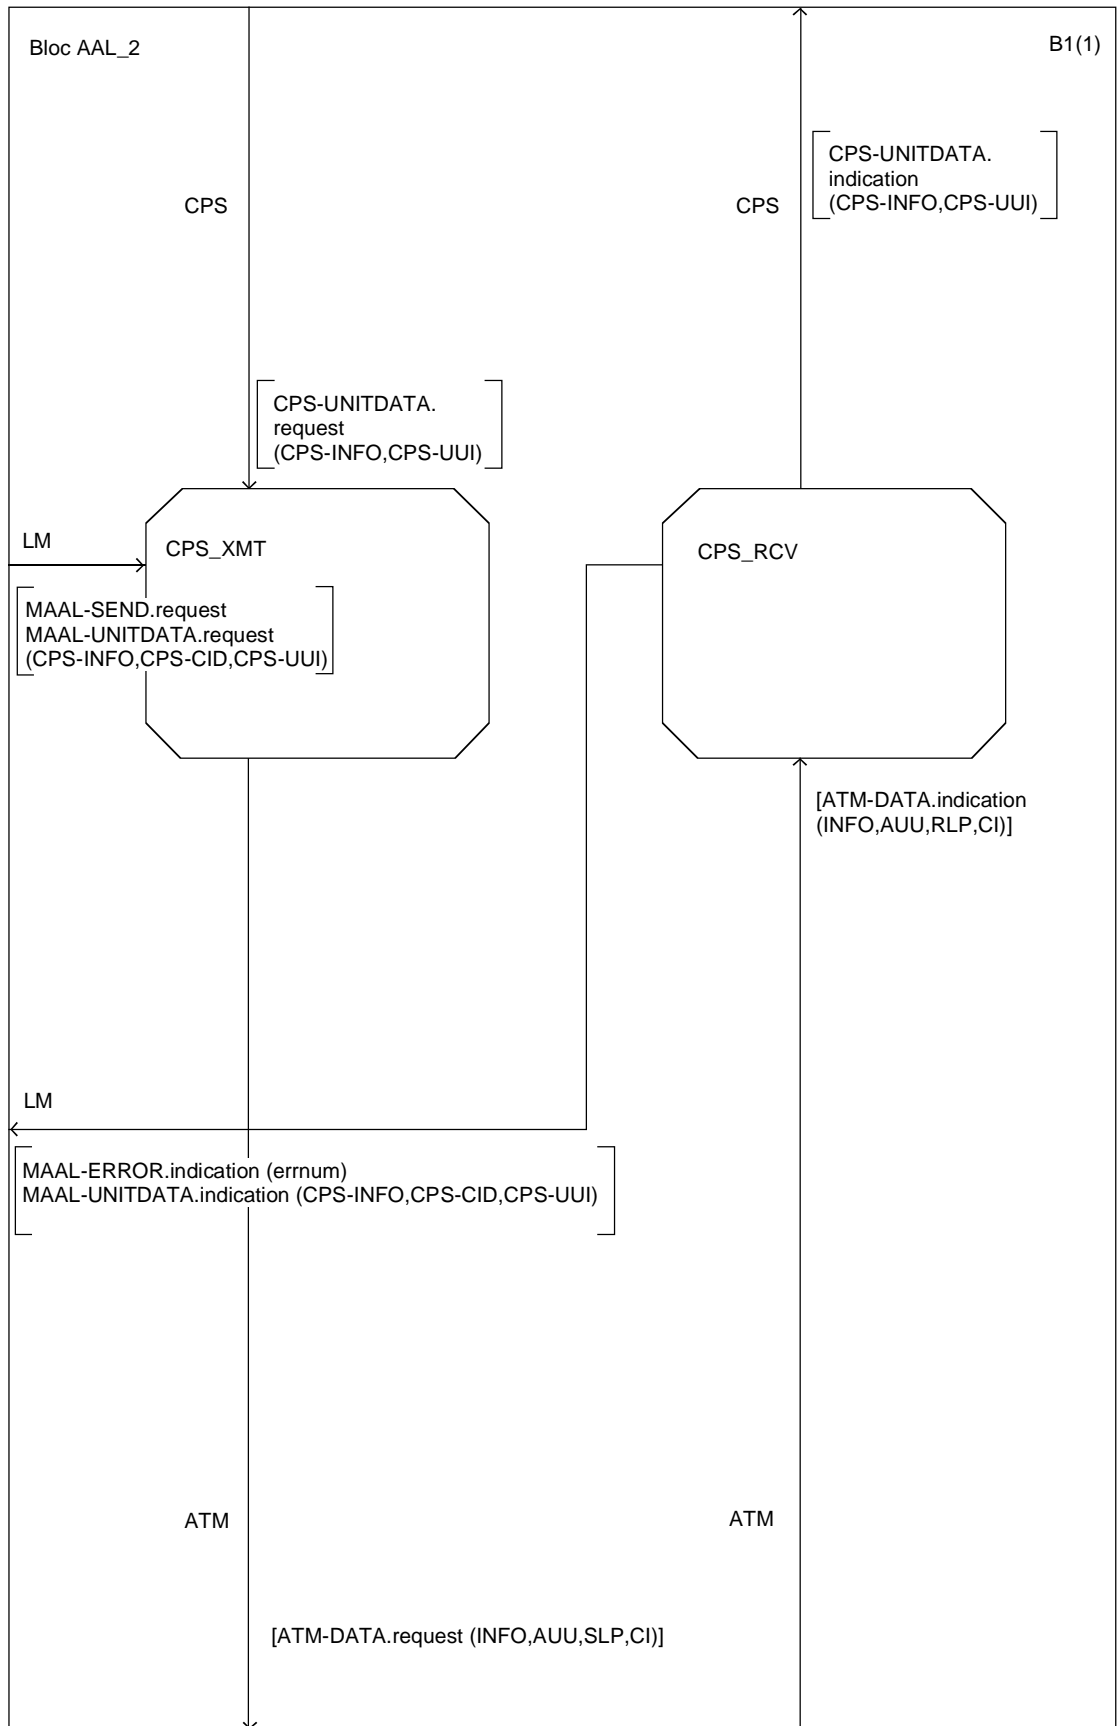 Bloc AAL_2
B1(1)
CPS-UNITDATA.
indication
(CPS-INFO,CPS-UUI)
CPS
CPS
CPS-UNITDATA.
request
(CPS-INFO,CPS-UUI)
LM
CPS_XMT
CPS_RCV
MAAL-SEND.request
MAAL-UNITDATA.request
(CPS-INFO,CPS-CID,CPS-UUI)
[ATM-DATA.indication
(INFO,AUU,RLP,CI)]
LM
MAAL-ERROR.indication (errnum)
MAAL-UNITDATA.indication (CPS-INFO,CPS-CID,CPS-UUI)
ATM
ATM
[ATM-DATA.request (INFO,AUU,SLP,CI)]